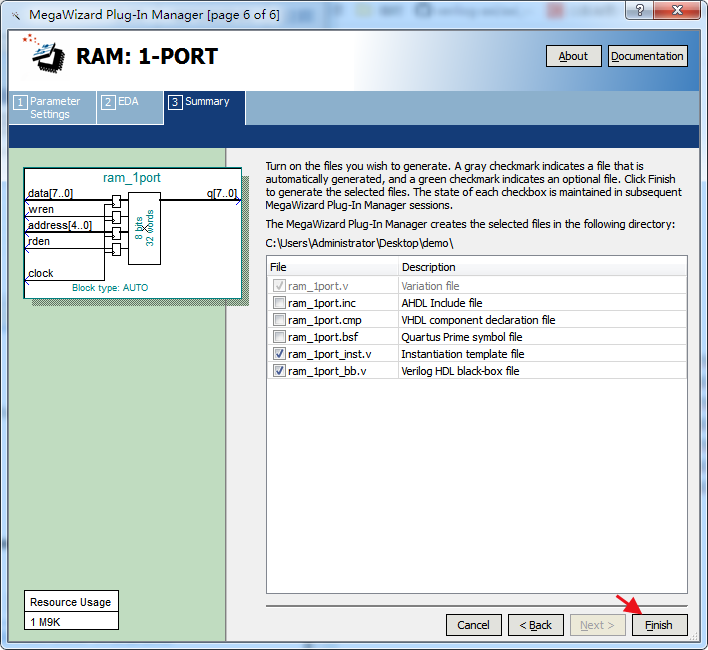 MegaWizard Plug-In Manager [page 6 of 6]
?
RAM: 1-PORT
About
Documentation
1 Parameter Settings
2 EDA
3 Summary
ram_1port
data[7..0]
q[7..0]
wren
address[4..0]
rden
8 bits
32 words
clock
Block type: AUTO
Turn on the files you wish to generate. A gray checkmark indicates a file that is
automatically generated, and a green checkmark indicates an optional file. Click Finish
to generate the selected files. The state of each checkbox is maintained in subsequent
MegaWizard Plug-In Manager sessions.
The MegaWizard Plug-In Manager creates the selected files in the following directory:
C:\Users\Administrator\Desktop\demo\
File Description
ram_1port.v Variation file
ram_1port.inc AHDL Include file
ram_1port.cmp VHDL component declaration file
ram_1port.bsf Quartus Prime symbol file
ram_1port_inst.v Instantiation template file
ram_1port_bb.v Verilog HDL black-box file
Resource Usage
1 M9K
Cancel
< Back
Next >
Finish